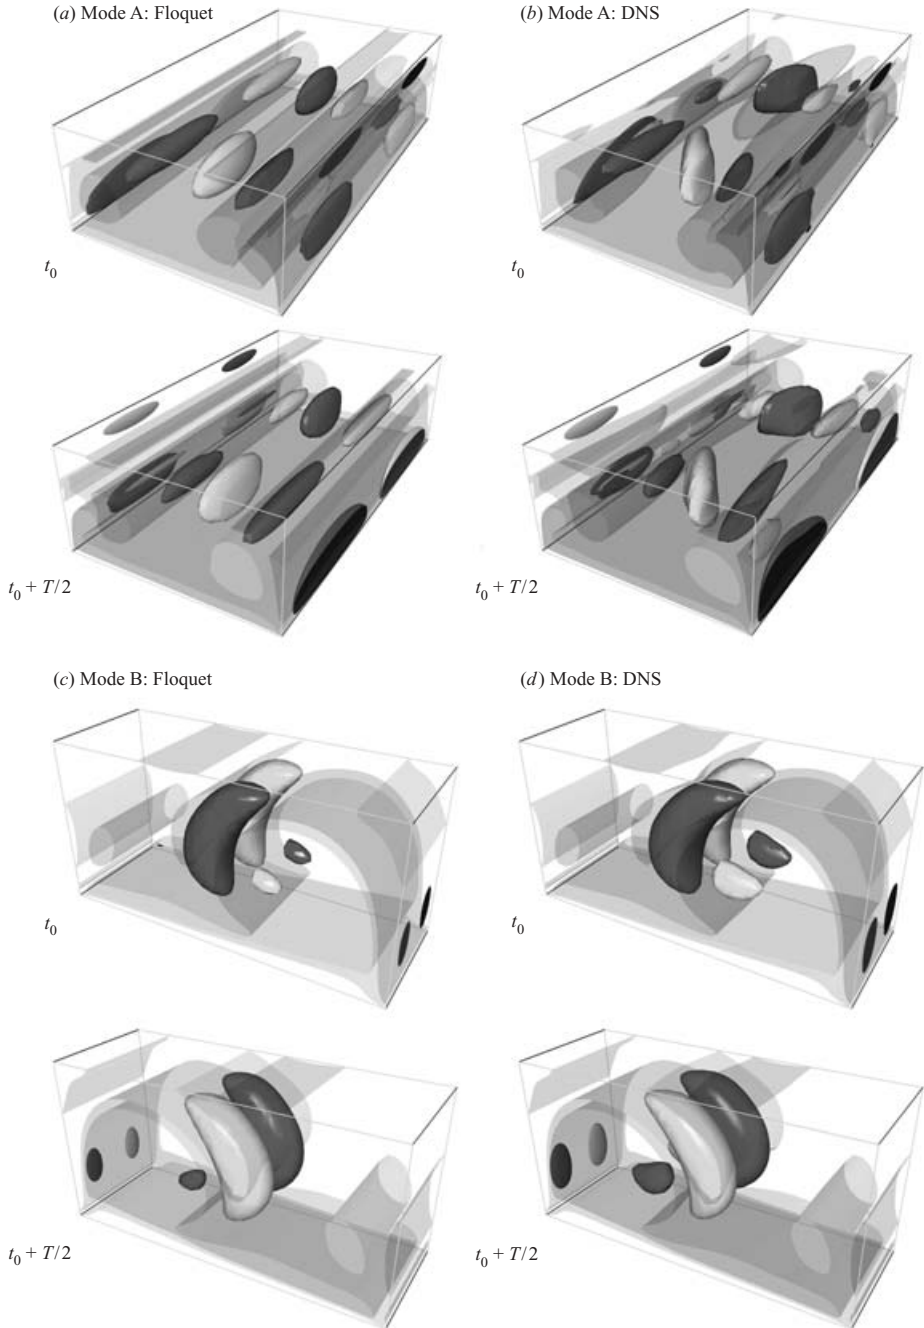 (a) Mode A: Floquet
(b) Mode A: DNS
t0
t0
t0 + T/2
t0 + T/2
(c) Mode B: Floquet
(d) Mode B: DNS
t0
t0
t0 + T/2
t0 + T/2